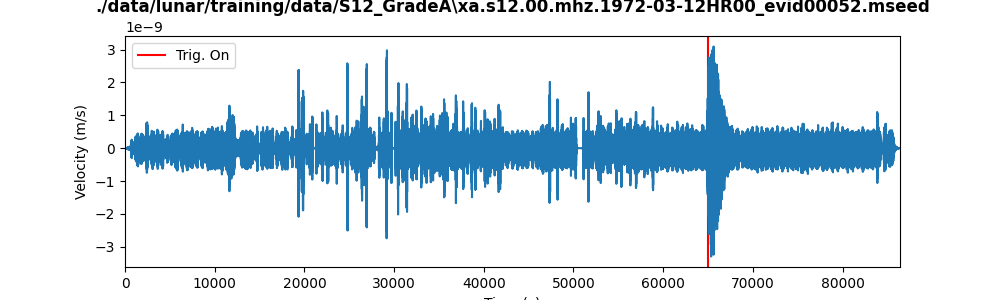 ./data/lunar/training/data/S12_GradeA\xa.s12.00.mhz.1972-03-12HR00_evid00052.mseed
1e−9
Trig. On
3
2
1
0
−1
−2
−3
Velocity (m/s)
0 10000 20000 30000 40000 50000 60000 70000 80000
Time (s)